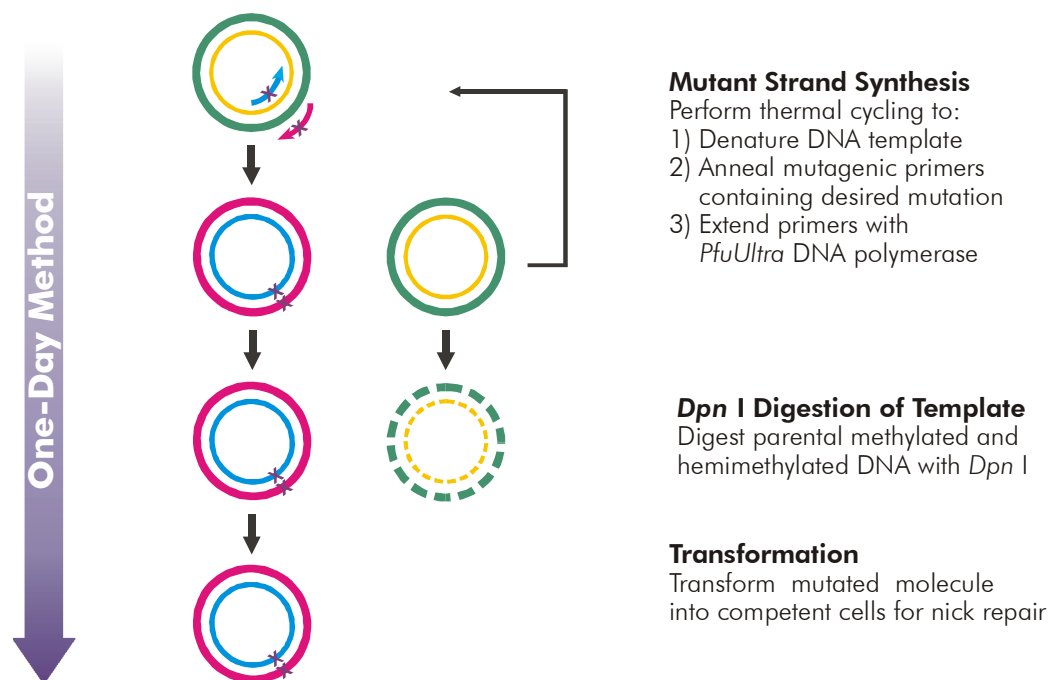 One-Day Method
Mutant Strand Synthesis
Perform thermal cycling to:
1) Denature DNA template
2) Anneal mutagenic primers
containing desired mutation
3) Extend primers with
PfuUltra DNA polymerase
Dpn I Digestion of Template
Digest parental methylated and
hemimethylated DNA with Dpn I
Transformation
Transform mutated molecule
into competent cells for nick repair